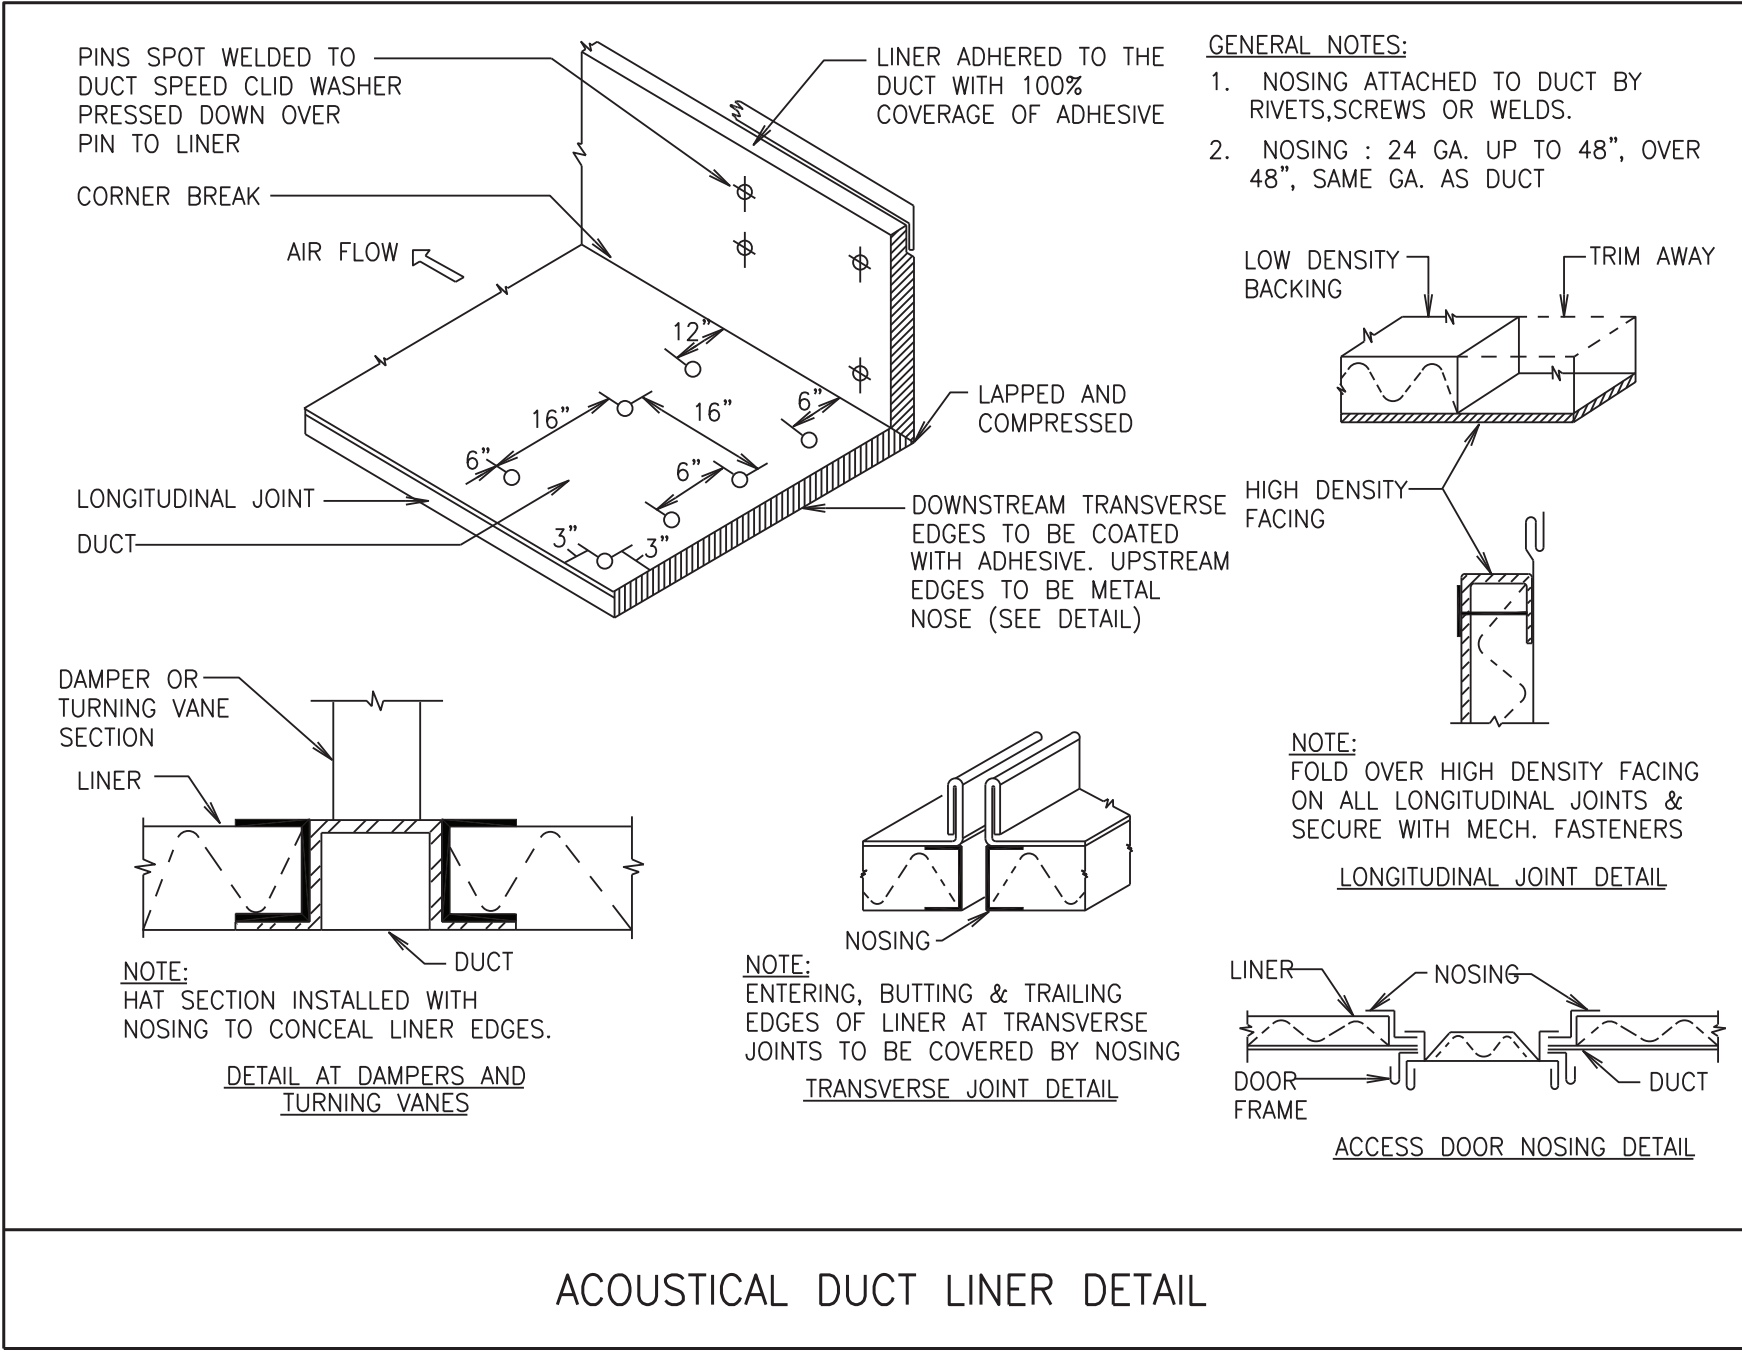 PINS SPOT WELDED TO
DUCT SPEED CLID WASHER
PRESSED DOWN OVER
PIN TO LINER
CORNER BREAK
AIR FLOW
LINER ADHERED TO THE
DUCT WITH 100%
COVERAGE OF ADHESIVE
12”
16”
16”
6”
6”
6”
3”
3”
LONGITUDINAL JOINT
DUCT
LAPPED AND
COMPRESSED
DOWNSTREAM TRANSVERSE
EDGES TO BE COATED
WITH ADHESIVE. UPSTREAM
EDGES TO BE METAL
NOSE (SEE DETAIL)
GENERAL NOTES:
1. NOSING ATTACHED TO DUCT BY
RIVETS,SCREWS OR WELDS.
2. NOSING : 24 GA. UP TO 48”, OVER
48”, SAME GA. AS DUCT
LOW DENSITY
BACKING
TRIM AWAY
HIGH DENSITY
FACING
NOTE:
FOLD OVER HIGH DENSITY FACING
ON ALL LONGITUDINAL JOINTS &
SECURE WITH MECH. FASTENERS
LONGITUDINAL JOINT DETAIL
DAMPER OR
TURNING VANE
SECTION
LINER
DUCT
NOTE:
HAT SECTION INSTALLED WITH
NOSING TO CONCEAL LINER EDGES.
DETAIL AT DAMPERS AND
TURNING VANES
NOSING
NOTE:
ENTERING, BUTTING & TRAILING
EDGES OF LINER AT TRANSVERSE
JOINTS TO BE COVERED BY NOSING
TRANSVERSE JOINT DETAIL
LINER
NOSING
DOOR
FRAME
DUCT
ACCESS DOOR NOSING DETAIL
ACOUSTICAL DUCT LINER DETAIL